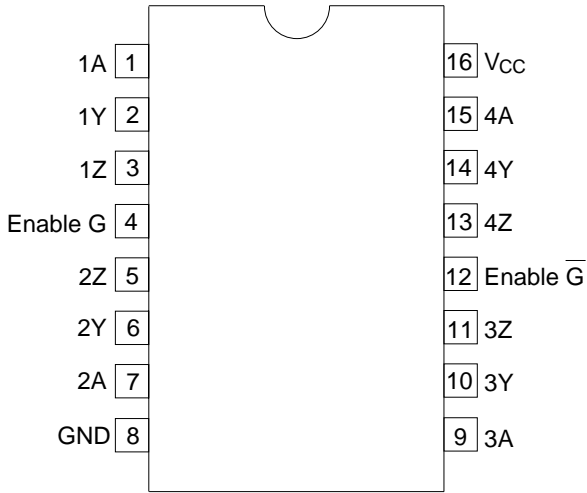 1A 1 16 VCC
1Y 2 15 4A
1Z 3 14 4Y
Enable G 4 13 4Z
2Z 5 12 Enable G̅
2Y 6 11 3Z
2A 7 10 3Y
GND 8 9 3A